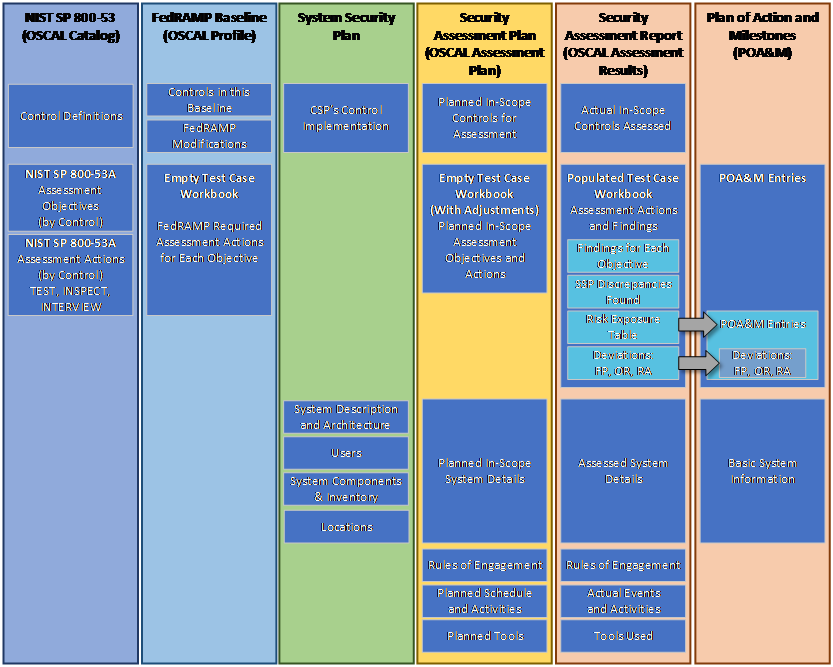 NIST SP 800-53
(OSCAL Catalog)
Control Definitions
NIST SP 800-53A
Assessment
Objectives
(by Control)
NIST SP 800-53A
Assessment Actions
(by Control)
TEST, INSPECT,
INTERVIEW
FedRAMP Baseline
(OSCAL Profile)
Controls in this
Baseline
FedRAMP
Modifications
Empty Test Case
Workbook
FedRAMP Required
Assessment Actions
for Each Objective
System Security
Plan
CSP's Control
Implementation
System Description
and Architecture
Users
System Components
& Inventory
Locations
Security
Assessment Plan
(OSCAL Assessment
Plan)
Planned In-Scope
Controls for
Assessment
Empty Test Case
Workbook
(With Adjustments)
Planned In-Scope
Assessment
Objectives and
Actions
Planned In-Scope
System Details
Rules of Engagement
Planned Schedule
and Activities
Planned Tools
Security
Assessment Report
(OSCAL Assessment
Results)
Actual In-Scope
Controls Assessed
Populated Test Case
Workbook
Assessment Actions
and Findings
Findings for Each
Objective
SSP Discrepancies
Found
Risk Exposure
Table
Deviations:
FP, OR, RA
Assessed System
Details
Rules of Engagement
Actual Events
and Activities
Tools Used
Plan of Action and
Milestones
(POA&M)
POA&M Entries
POA&M Entries
Deviations:
FP, OR, RA
Basic System
Information